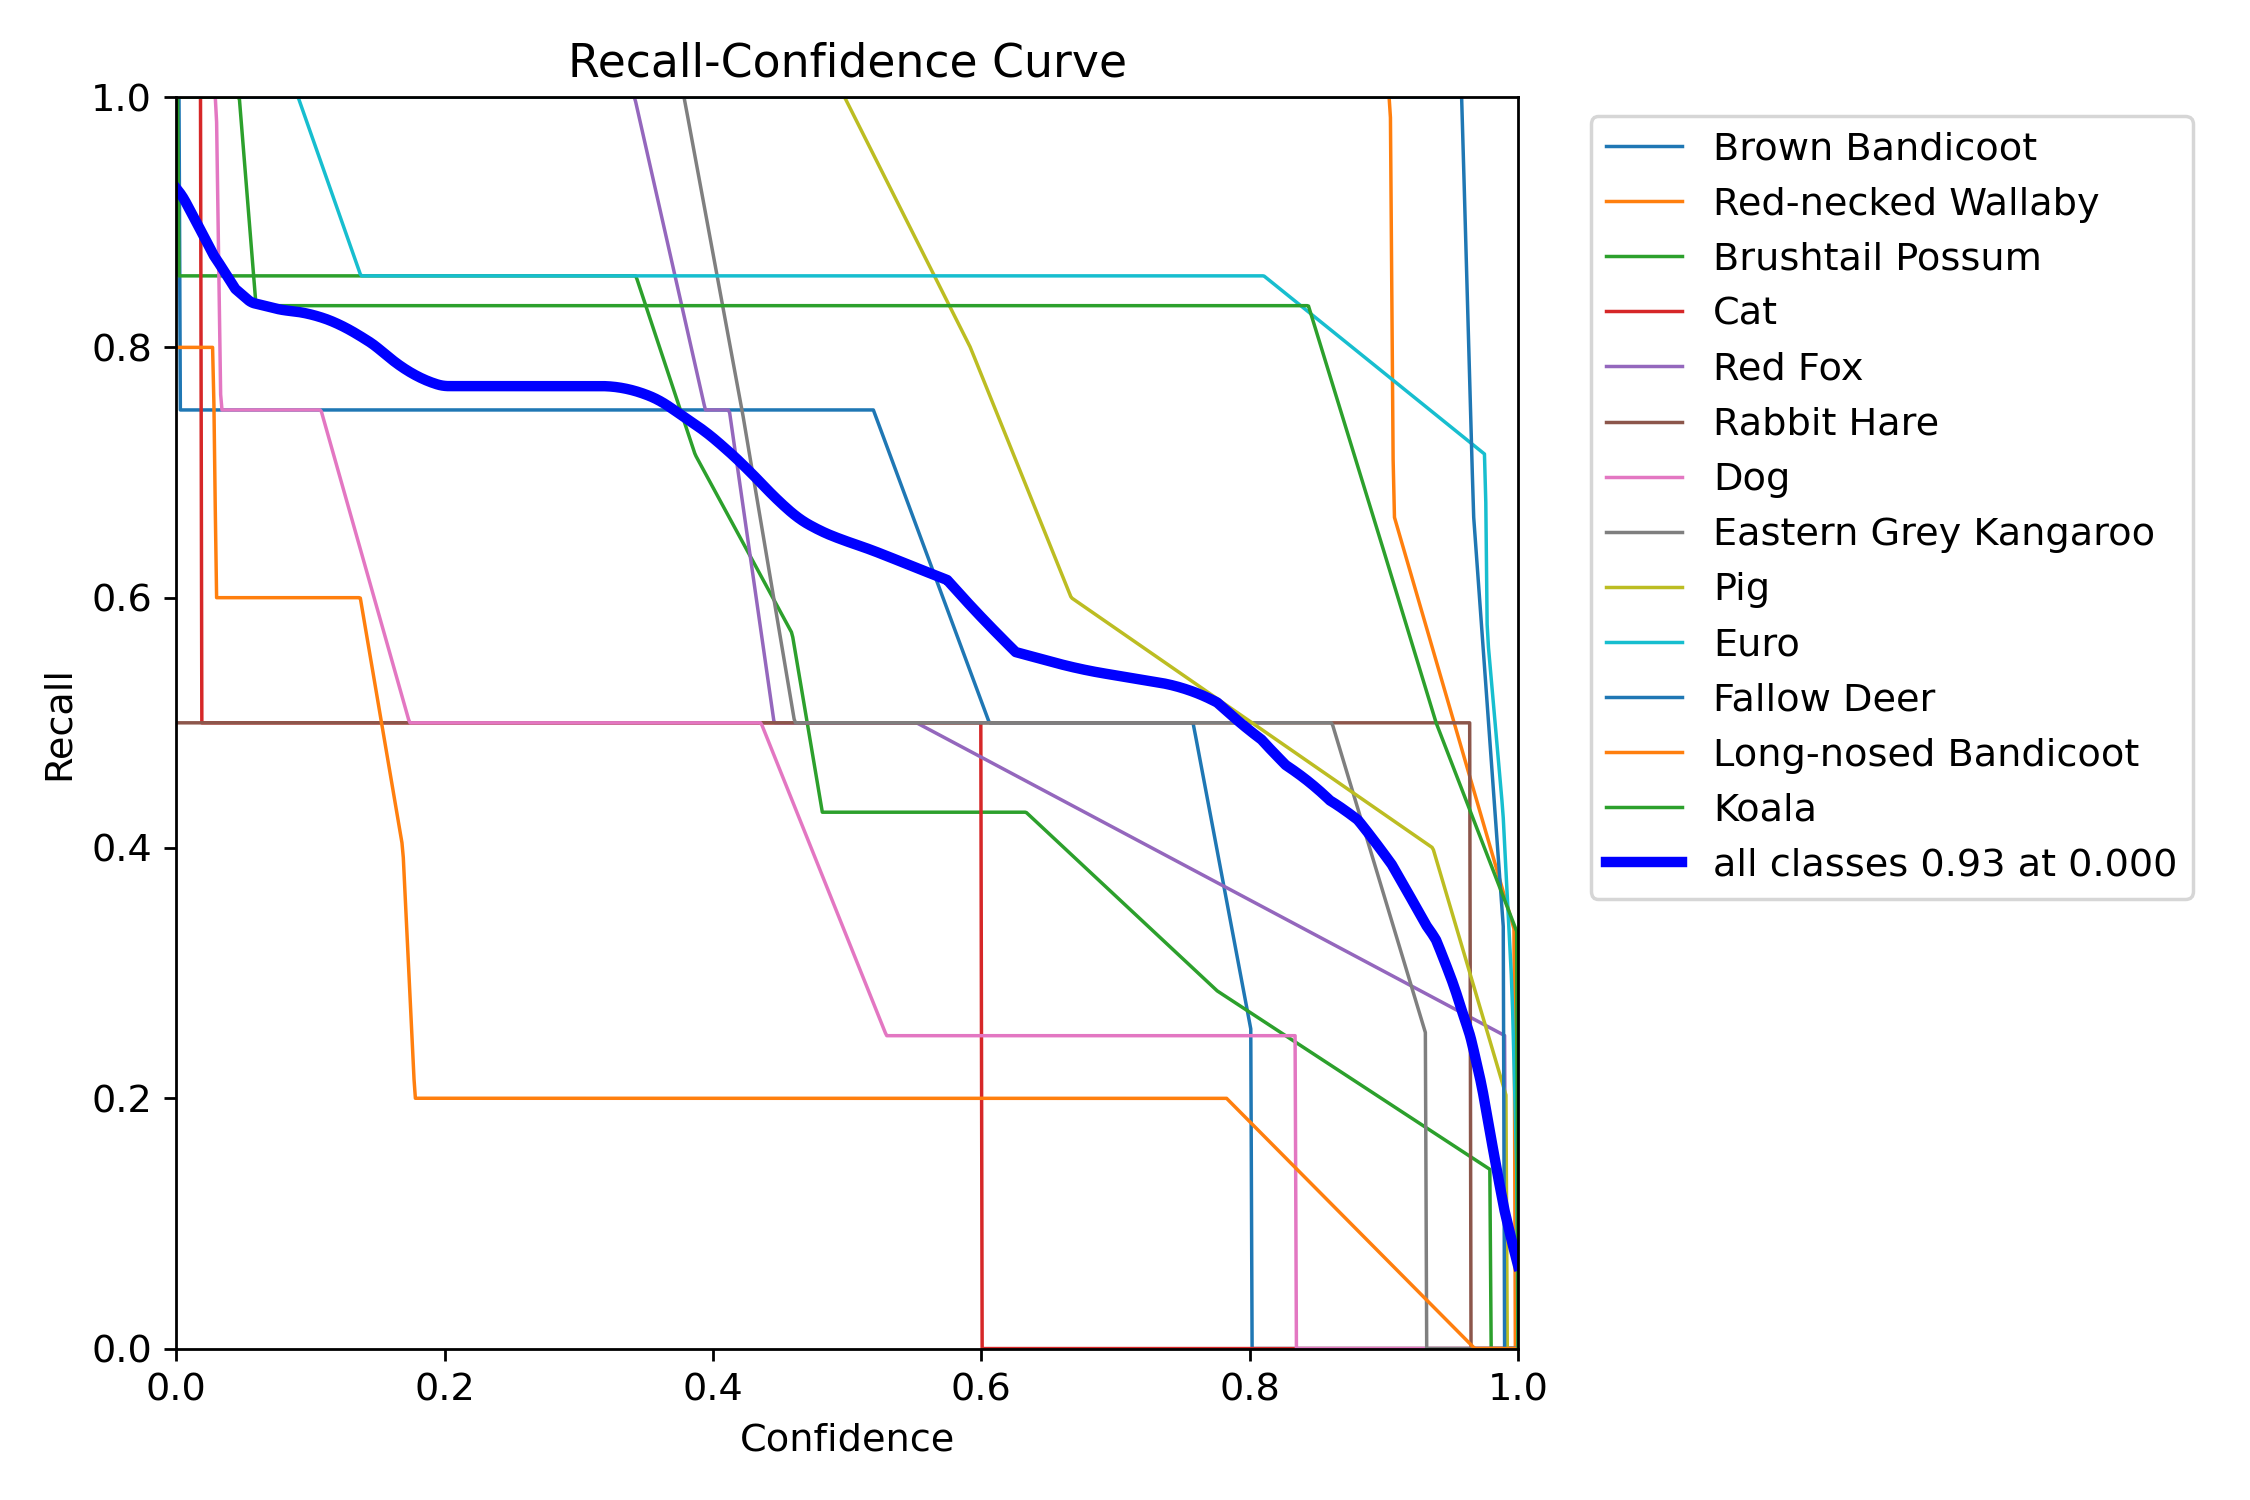 Recall-Confidence Curve
1.0
0.8
0.6
0.4
0.2
0.0
Recall
0.0 0.2 0.4 0.6 0.8 1.0
Confidence
Brown Bandicoot
Red-necked Wallaby
Brushtail Possum
Cat
Red Fox
Rabbit Hare
Dog
Eastern Grey Kangaroo
Pig
Euro
Fallow Deer
Long-nosed Bandicoot
Koala
all classes 0.93 at 0.000